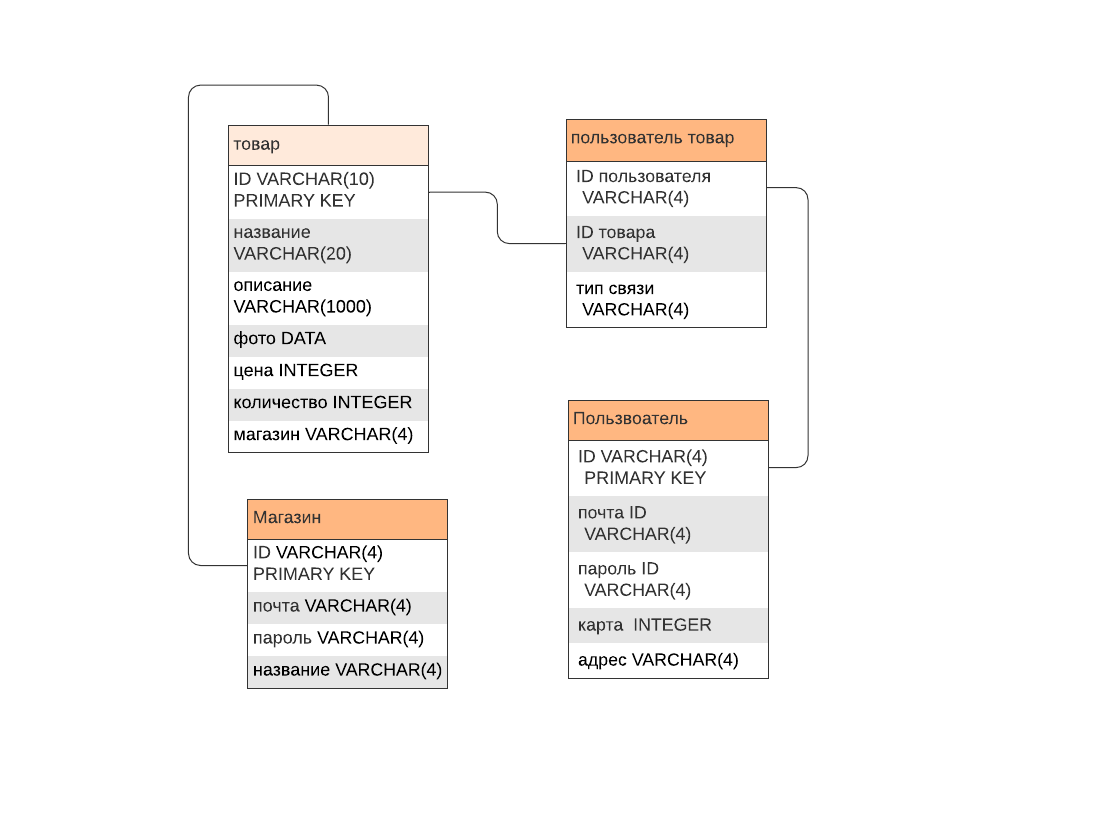 товар
ID VARCHAR(10)
PRIMARY KEY
название
VARCHAR(20)
описание
VARCHAR(1000)
фото DATA
цена INTEGER
количество INTEGER
магазин VARCHAR(4)
Магазин
ID VARCHAR(4)
PRIMARY KEY
почта VARCHAR(4)
пароль VARCHAR(4)
название VARCHAR(4)
пользователь товар
ID пользователя
VARCHAR(4)
ID товара
VARCHAR(4)
тип связи
VARCHAR(4)
Пользвоатель
ID VARCHAR(4)
PRIMARY KEY
почта ID
VARCHAR(4)
пароль ID
VARCHAR(4)
карта INTEGER
адрес VARCHAR(4)